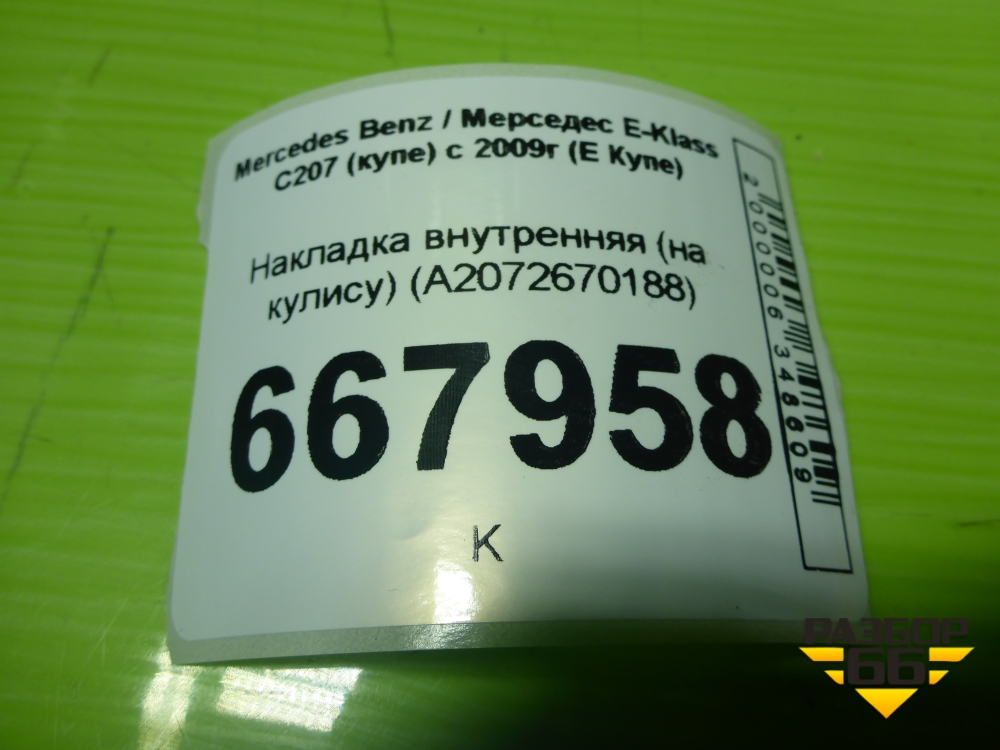 Mercedes Benz / Мерседес E-Klass
C207 (купе) с 2009г (Е Купе)
Накладка внутренняя (на
кулису) (A2072670188)
667958
К
2000006348609
РАЗБОР
66